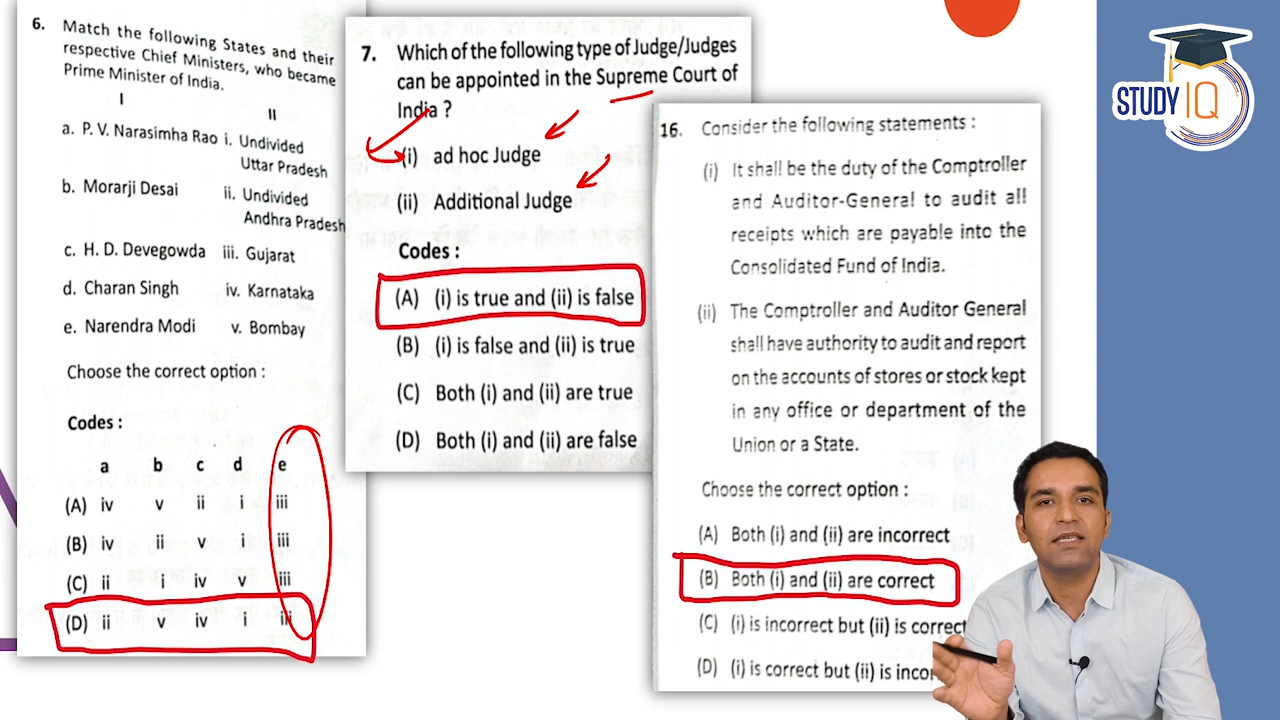 6. Match the following States and their
respective Chief Ministers, who became
Prime Minister of India.
I
II
a. P. V. Narasimha Rao i. Undivided
Uttar Pradesh
b. Morarji Desai ii. Undivided
Andhra Pradesh
c. H. D. Devegowda iii. Gujarat
d. Charan Singh iv. Karnataka
e. Narendra Modi v. Bombay
Choose the correct option :
Codes :
a b c d e
(A) iv v ii i iii
(B) iv ii v i iii
(C) ii i iv v iii
(D) ii v iv i iii
7. Which of the following type of Judge/Judges
can be appointed in the Supreme Court of
India ?
(i) ad hoc Judge
(ii) Additional Judge
Codes :
(A) (i) is true and (ii) is false
(B) (i) is false and (ii) is true
(C) Both (i) and (ii) are true
(D) Both (i) and (ii) are false
16. Consider the following statements :
(i) It shall be the duty of the Comptroller
and Auditor-General to audit all
receipts which are payable into the
Consolidated Fund of India.
(ii) The Comptroller and Auditor General
shall have authority to audit and report
on the accounts of stores or stock kept
in any office or department of the
Union or a State.
Choose the correct option :
(A) Both (i) and (ii) are incorrect
(B) Both (i) and (ii) are correct
(C) (i) is incorrect but (ii) is correct
(D) (i) is correct but (ii) is incor
STUDY IQ